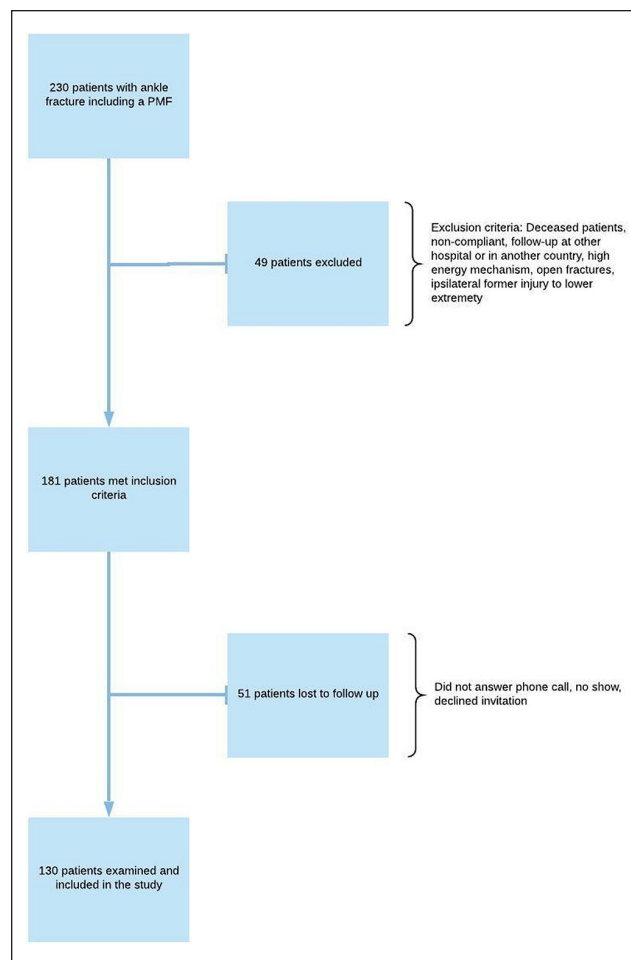 230 patients with ankle
fracture including a PMF
49 patients excluded
Exclusion criteria: Deceased patients,
non-compliant, follow-up at other
hospital or in another country, high
energy mechanism, open fractures,
ipsilateral former injury to lower
extremety
181 patients met inclusion
criteria
51 patients lost to follow up
Did not answer phone call, no show,
declined invitation
130 patients examined and
included in the study